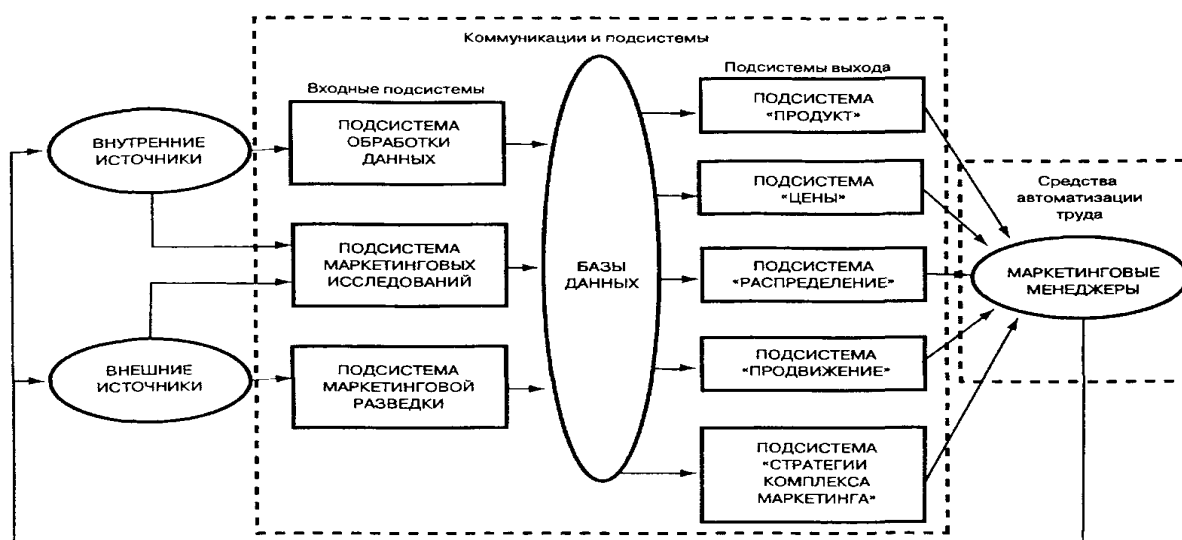 Коммуникации и подсистемы
Входные подсистемы
Подсистемы выхода
ВНУТРЕННИЕ
ИСТОЧНИКИ
ВНЕШНИЕ
ИСТОЧНИКИ
ПОДСИСТЕМА
ОБРАБОТКИ
ДАННЫХ
ПОДСИСТЕМА
МАРКЕТИНГОВЫХ
ИССЛЕДОВАНИЙ
ПОДСИСТЕМА
МАРКЕТИНГОВОЙ
РАЗВЕДКИ
БАЗЫ
ДАННЫХ
ПОДСИСТЕМА
«ПРОДУКТ»
ПОДСИСТЕМА
«ЦЕНЫ»
ПОДСИСТЕМА
«РАСПРЕДЕЛЕНИЕ»
ПОДСИСТЕМА
«ПРОДВИЖЕНИЕ»
ПОДСИСТЕМА
«СТРАТЕГИИ
КОМПЛЕКСА
МАРКЕТИНГА»
Средства
автоматизации
труда
МАРКЕТИНГОВЫЕ
МЕНЕДЖЕРЫ